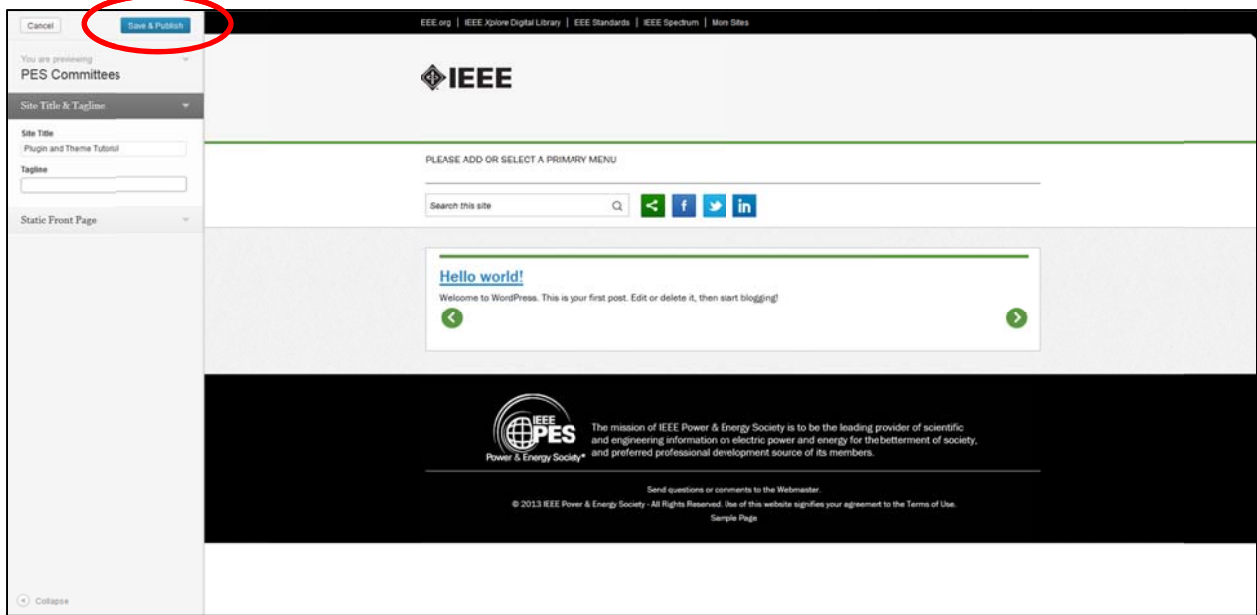 Cancel
Save & Publish
You are previewing
PES Committees
Site Title & Tagline
Site Title
Plugin and Theme Tutorial
Tagline
Static Front Page
Collapse
EEE.org | IEEE Xplore Digital Library | EEE Standards | IEEE Spectrum | Mon Sites
IEEE
PLEASE ADD OR SELECT A PRIMARY MENU
Search this site
f
in
Hello world!
Welcome to WordPress. This is your first post. Edit or delete it, then start blogging!
IEEE
PES
Power & Energy Society®
The mission of IEEE Power & Energy Society is to be the leading provider of scientific
and engineering information on electric power and energy for the betterment of society,
and preferred professional development source of its members.
Send questions or comments to the Webmaster.
© 2013 IEEE Power & Energy Society - All Rights Reserved. Use of this website signifies your agreement to the Terms of Use.
Sample Page